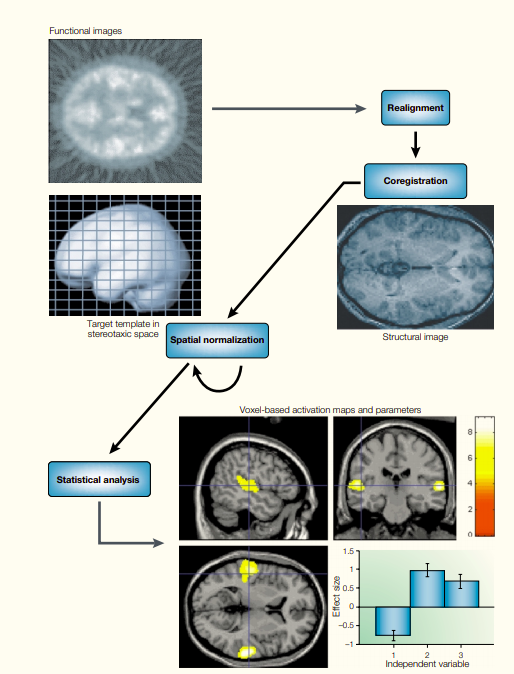 Functional images
Realignment
Coregistration
Target template in
stereotaxic space
Spatial normalization
Structural image
Voxel-based activation maps and parameters
Statistical analysis
8
6
4
2
0
1.5
1
0.5
0
–0.5
–1
Effect size
1 2 3
Independent variable